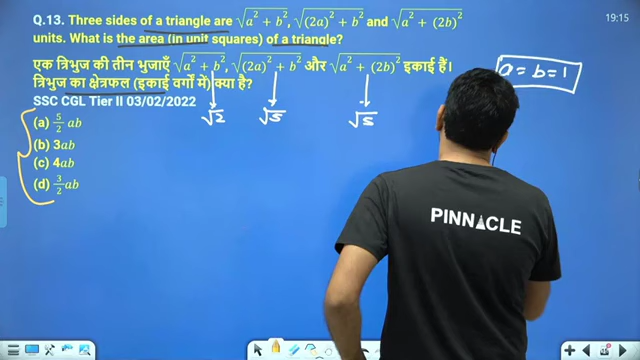 Q.13. Three sides of a triangle are √(a² + b²), √((2a)² + b²) and √(a² + (2b)²)
19:15
units. What is the area (in unit squares) of a triangle?
एक त्रिभुज की तीन भुजाएँ √(a² + b²), √((2a)² + b²) और √(a² + (2b)²) इकाई हैं।
a = b = 1
त्रिभुज का क्षेत्रफल (इकाई वर्गों में) क्या है?
SSC CGL Tier II 03/02/2022
√2 √5 √5
(a) 5/2 ab
(b) 3ab
(c) 4ab
(d) 3/2 ab
PINNACLE